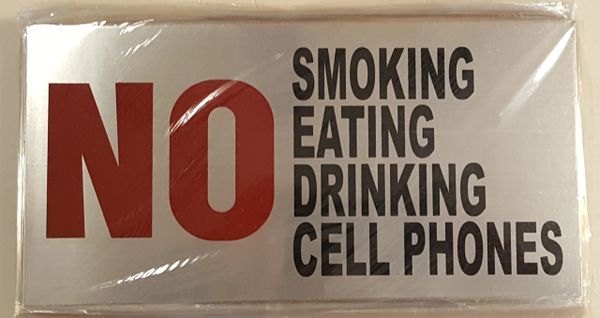 NO
SMOKING
EATING
DRINKING
CELL PHONES